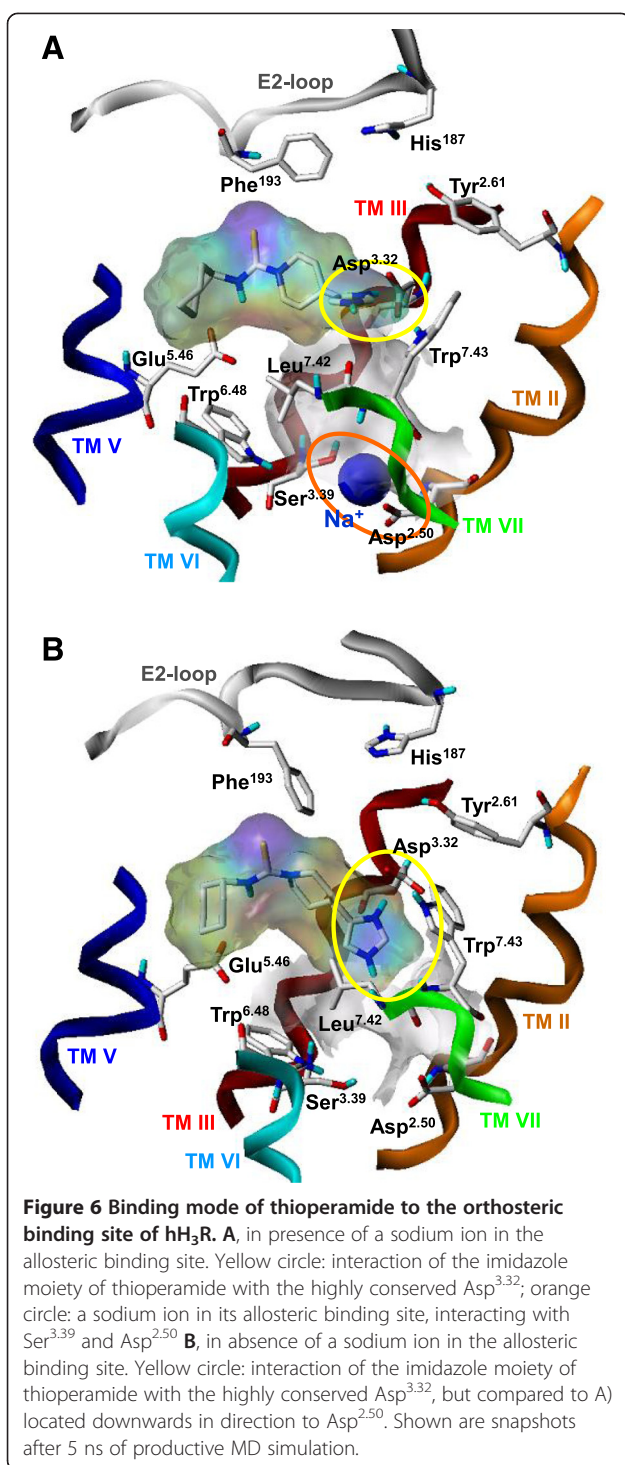 A
E2-loop
His187
Phe193
Tyr2.61
TM III
Asp3.32
Glu5.46
Leu7.42
Trp7.43
Trp6.48
TM II
TM V
Ser3.39
Na+
Asp2.50
TM VII
TM VI
B
E2-loop
His187
Phe193
Tyr2.61
Asp3.32
Trp7.43
Glu5.46
Trp6.48
Leu7.42
TM II
TM V
Ser3.39
TM III
Asp2.50
TM VII
TM VI
Figure 6 Binding mode of thioperamide to the orthosteric
binding site of hH3R. A, in presence of a sodium ion in the
allosteric binding site. Yellow circle: interaction of the imidazole
moiety of thioperamide with the highly conserved Asp3.32; orange
circle: a sodium ion in its allosteric binding site, interacting with
Ser3.39 and Asp2.50 B, in absence of a sodium ion in the allosteric
binding site. Yellow circle: interaction of the imidazole moiety of
thioperamide with the highly conserved Asp3.32, but compared to A)
located downwards in direction to Asp2.50. Shown are snapshots
after 5 ns of productive MD simulation.